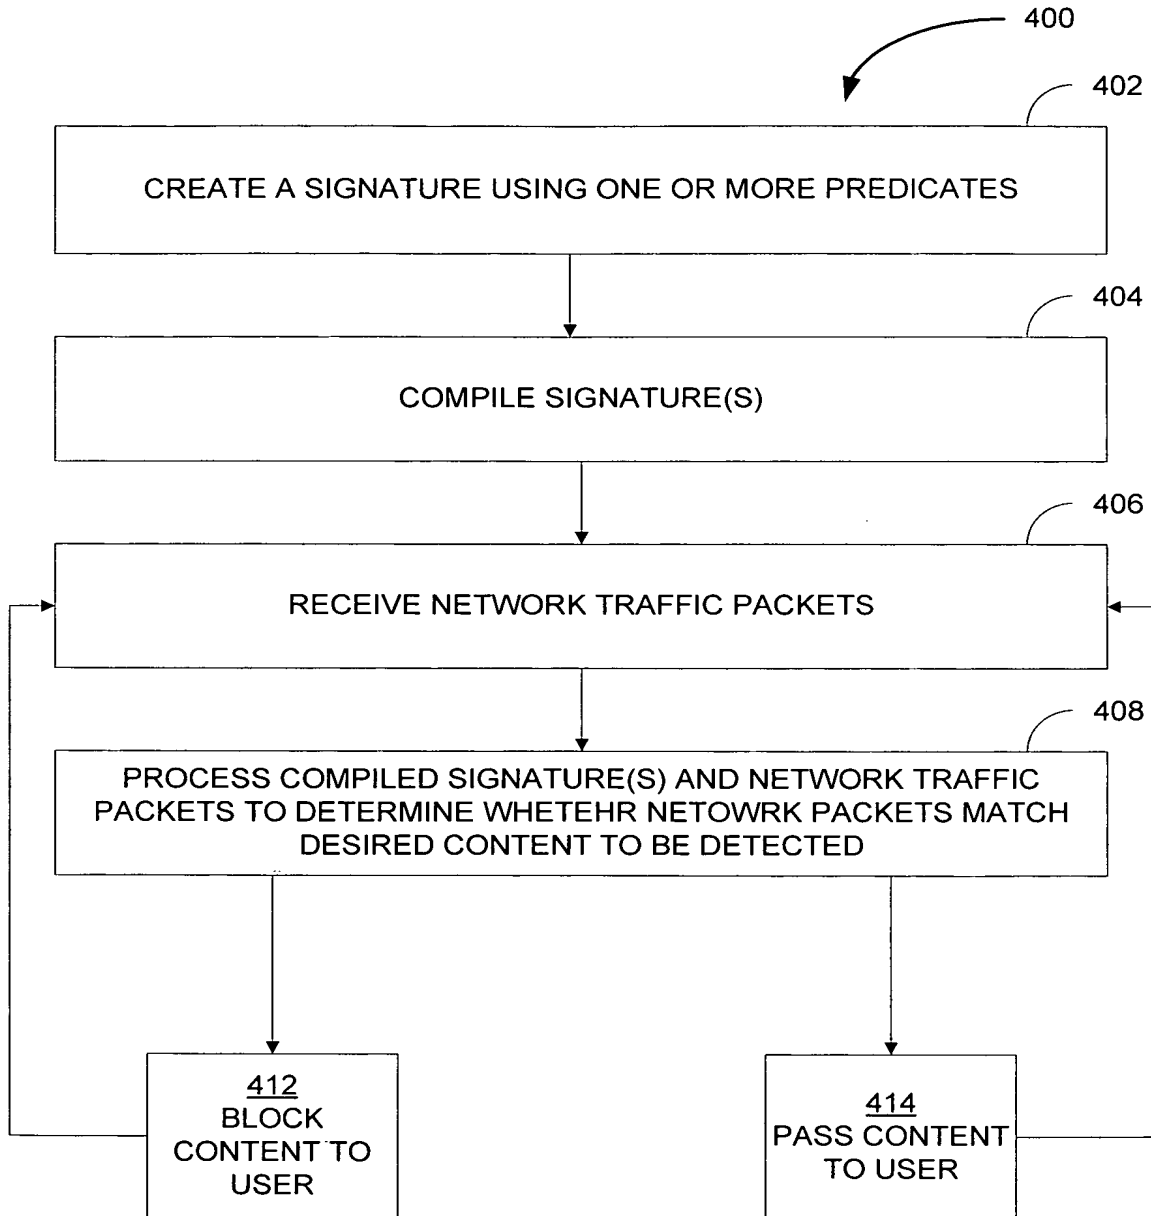 400
402
CREATE A SIGNATURE USING ONE OR MORE PREDICATES
404
COMPILE SIGNATURE(S)
406
RECEIVE NETWORK TRAFFIC PACKETS
408
PROCESS COMPILED SIGNATURE(S) AND NETWORK TRAFFIC
PACKETS TO DETERMINE WHETEHR NETOWRK PACKETS MATCH
DESIRED CONTENT TO BE DETECTED
412
BLOCK
CONTENT TO
USER
414
PASS CONTENT
TO USER